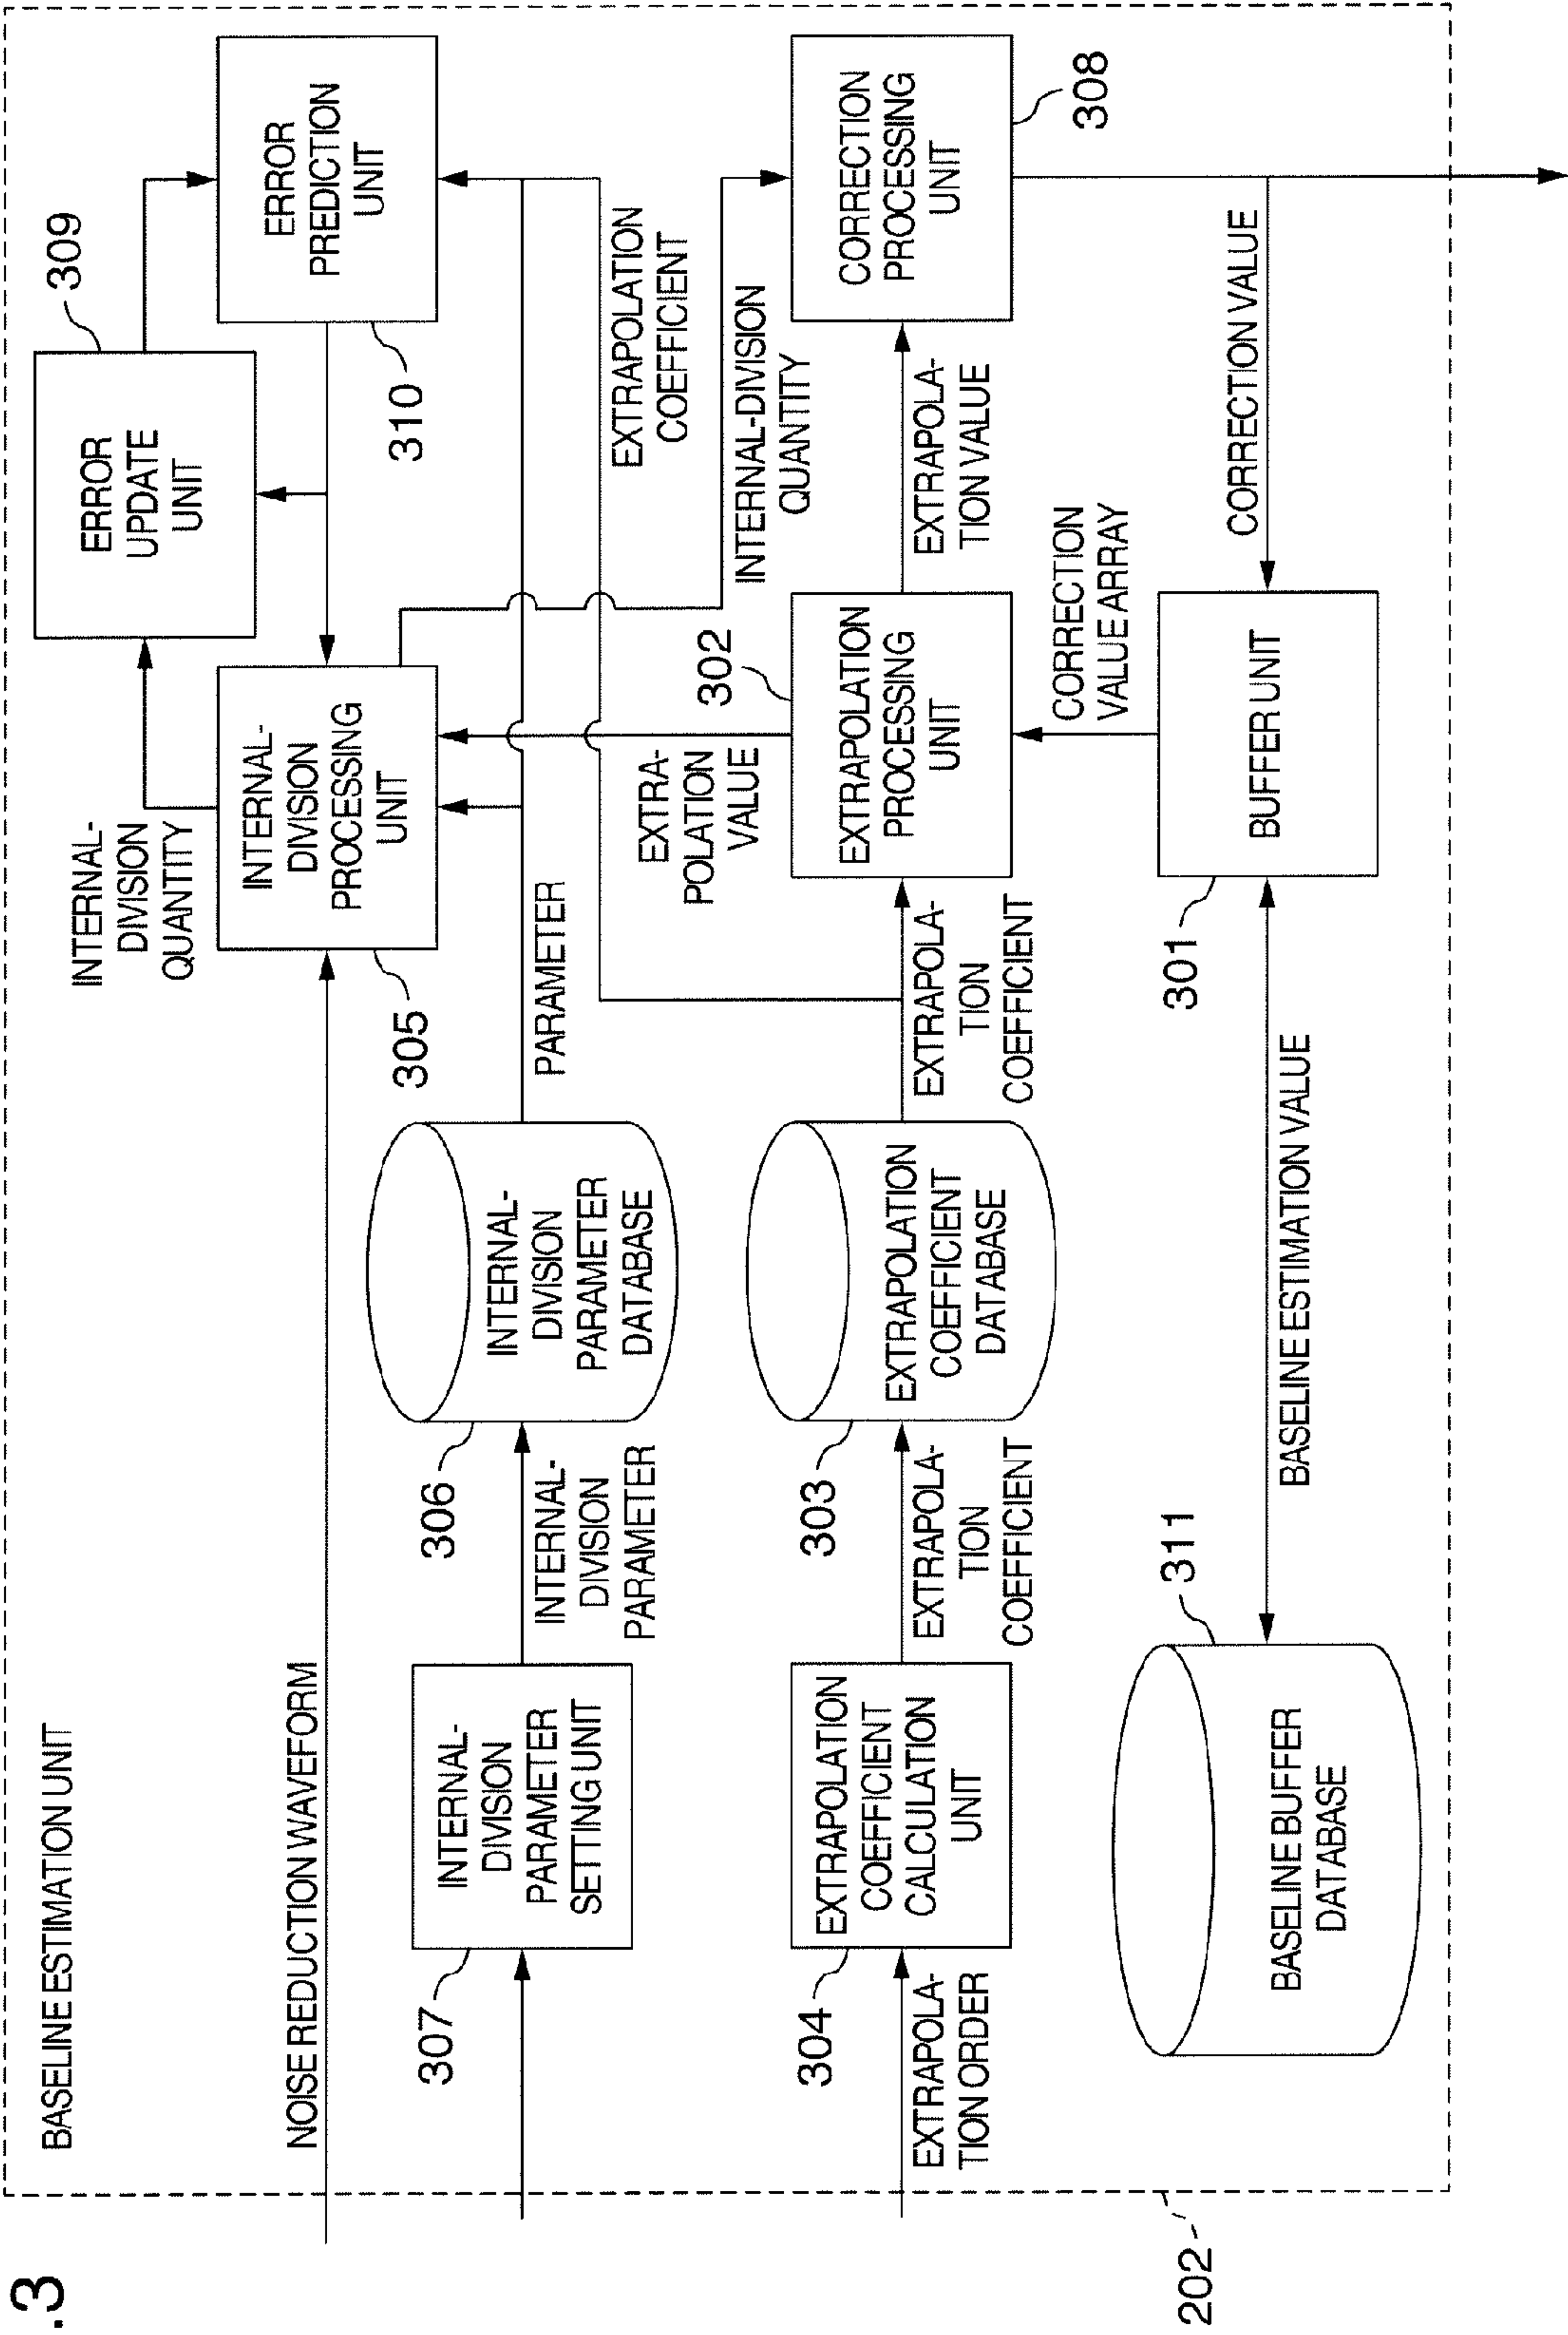 .3
BASELINE ESTIMATION UNIT
202
NOISE REDUCTION WAVEFORM
INTERNAL-
DIVISION
PARAMETER
SETTING UNIT
307
INTERNAL-
DIVISION
PARAMETER
306
INTERNAL-
DIVISION
PARAMETER
DATABASE
PARAMETER
INTERNAL-
DIVISION
PROCESSING
UNIT
305
INTERNAL-
DIVISION
QUANTITY
ERROR
UPDATE
UNIT
309
ERROR
PREDICTION
UNIT
310
EXTRAPOLATION
COEFFICIENT
INTERNAL-DIVISION
QUANTITY
EXTRAPOLA-
TION ORDER
304
EXTRAPOLATION
COEFFICIENT
CALCULATION
UNIT
EXTRAPOLA-
TION
COEFFICIENT
303
EXTRAPOLATION
COEFFICIENT
DATABASE
EXTRAPOLA-
TION
COEFFICIENT
EXTRA-
POLATION
VALUE
302
EXTRAPOLATION
PROCESSING
UNIT
EXTRAPOLA-
TION VALUE
CORRECTION
PROCESSING
UNIT
308
CORRECTION
VALUE ARRAY
CORRECTION VALUE
311
BASELINE BUFFER
DATABASE
BASELINE ESTIMATION VALUE
301
BUFFER UNIT